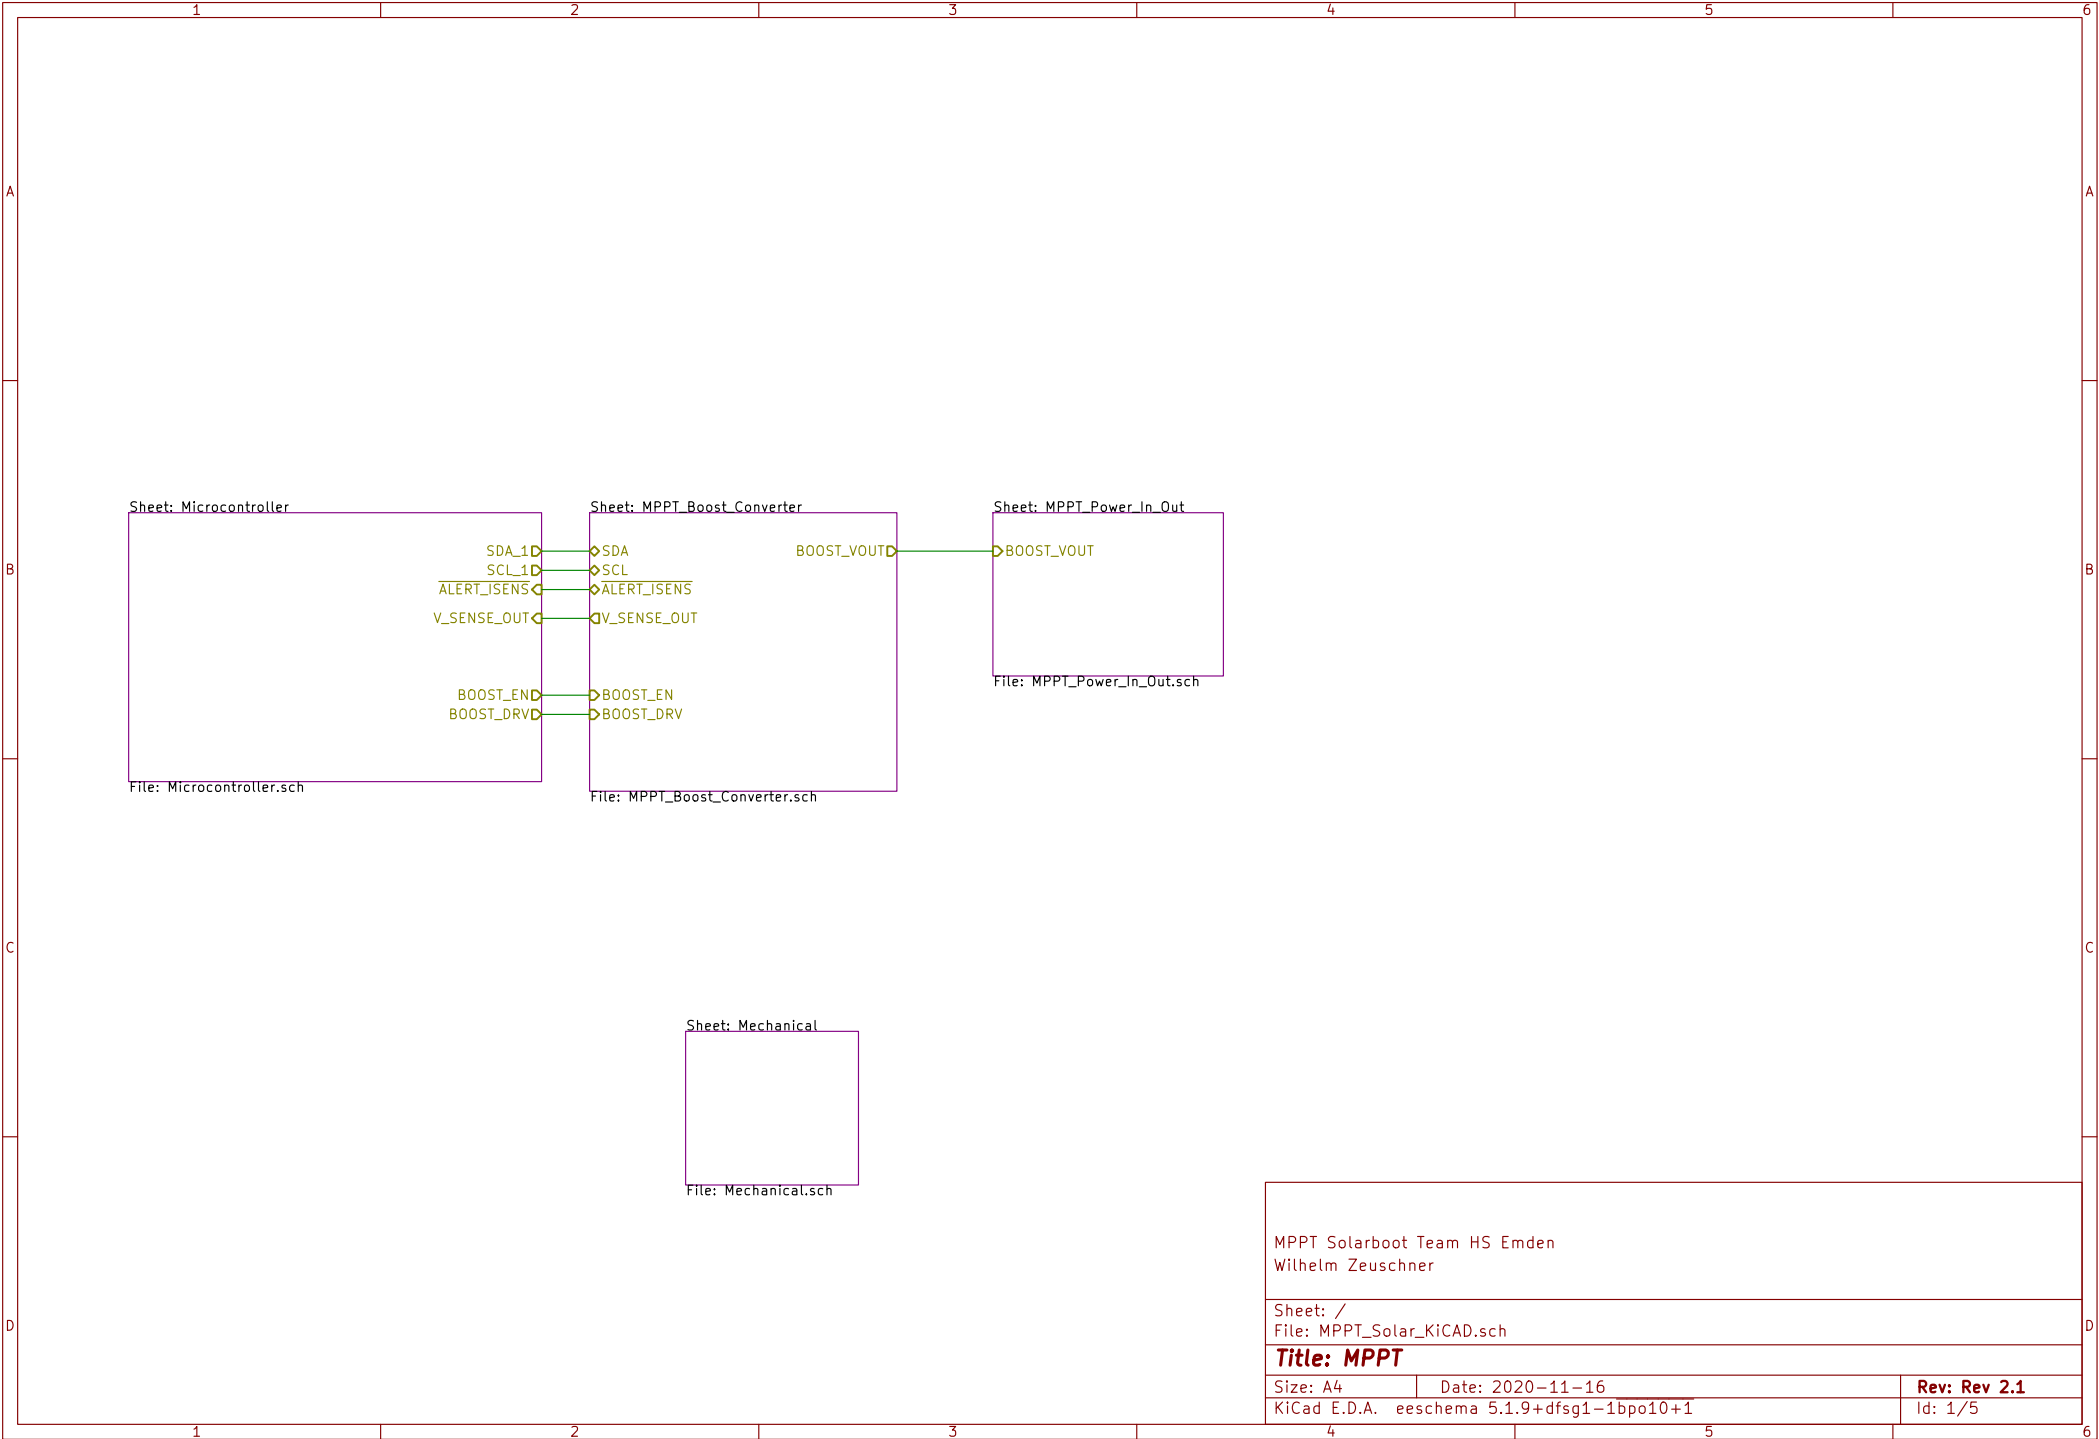 1 2 3 4 5 6
A A
Sheet: Microcontroller
Sheet: MPPT_Boost_Converter
Sheet: MPPT_Power_In_Out
SDA_1 SDA BOOST_VOUT BOOST_VOUT
SCL_1 SCL
B B
ALERT_ISENS ALERT_ISENS
V_SENSE_OUT V_SENSE_OUT
File: MPPT_Power_In_Out.sch
BOOST_EN BOOST_EN
BOOST_DRV BOOST_DRV
File: Microcontroller.sch
File: MPPT_Boost_Converter.sch
C C
Sheet: Mechanical
File: Mechanical.sch
MPPT Solarboot Team HS Emden
Wilhelm Zeuschner
Sheet: /
D D
File: MPPT_Solar_KiCAD.sch
Title: MPPT
Size: A4 Date: 2020-11-16 Rev: Rev 2.1
KiCad E.D.A. eeschema 5.1.9+dfsg1-1bpo10+1 Id: 1/5
1 2 3 4 5 6